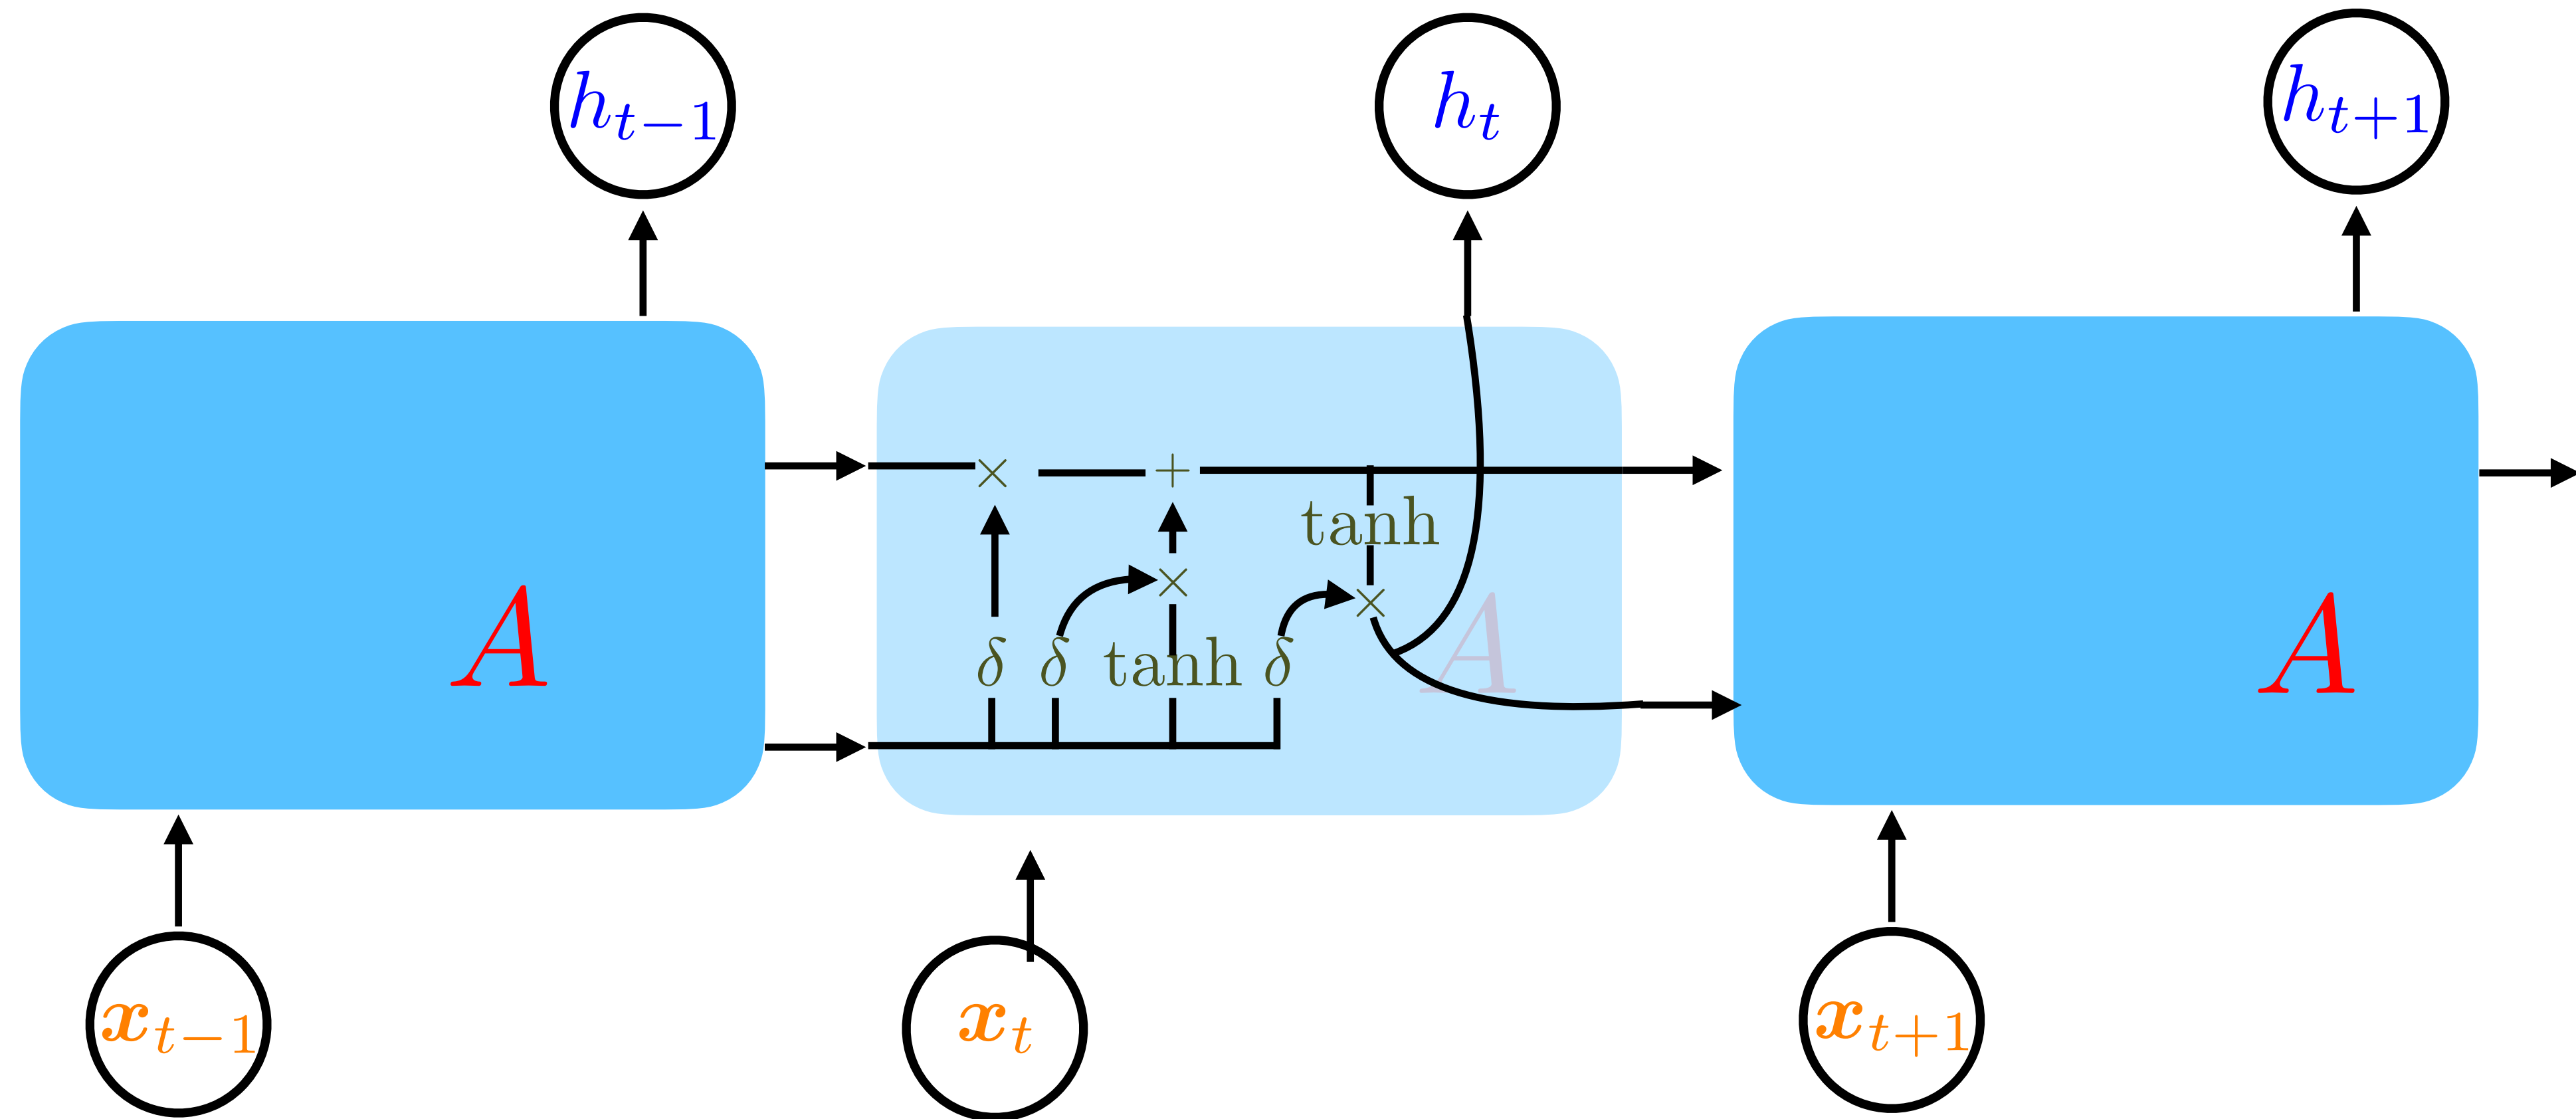 h_{t-1} h_t h_{t+1}
× +
tanh
× ×
δ δ tanh δ
A A A
x_{t-1} x_t x_{t+1}